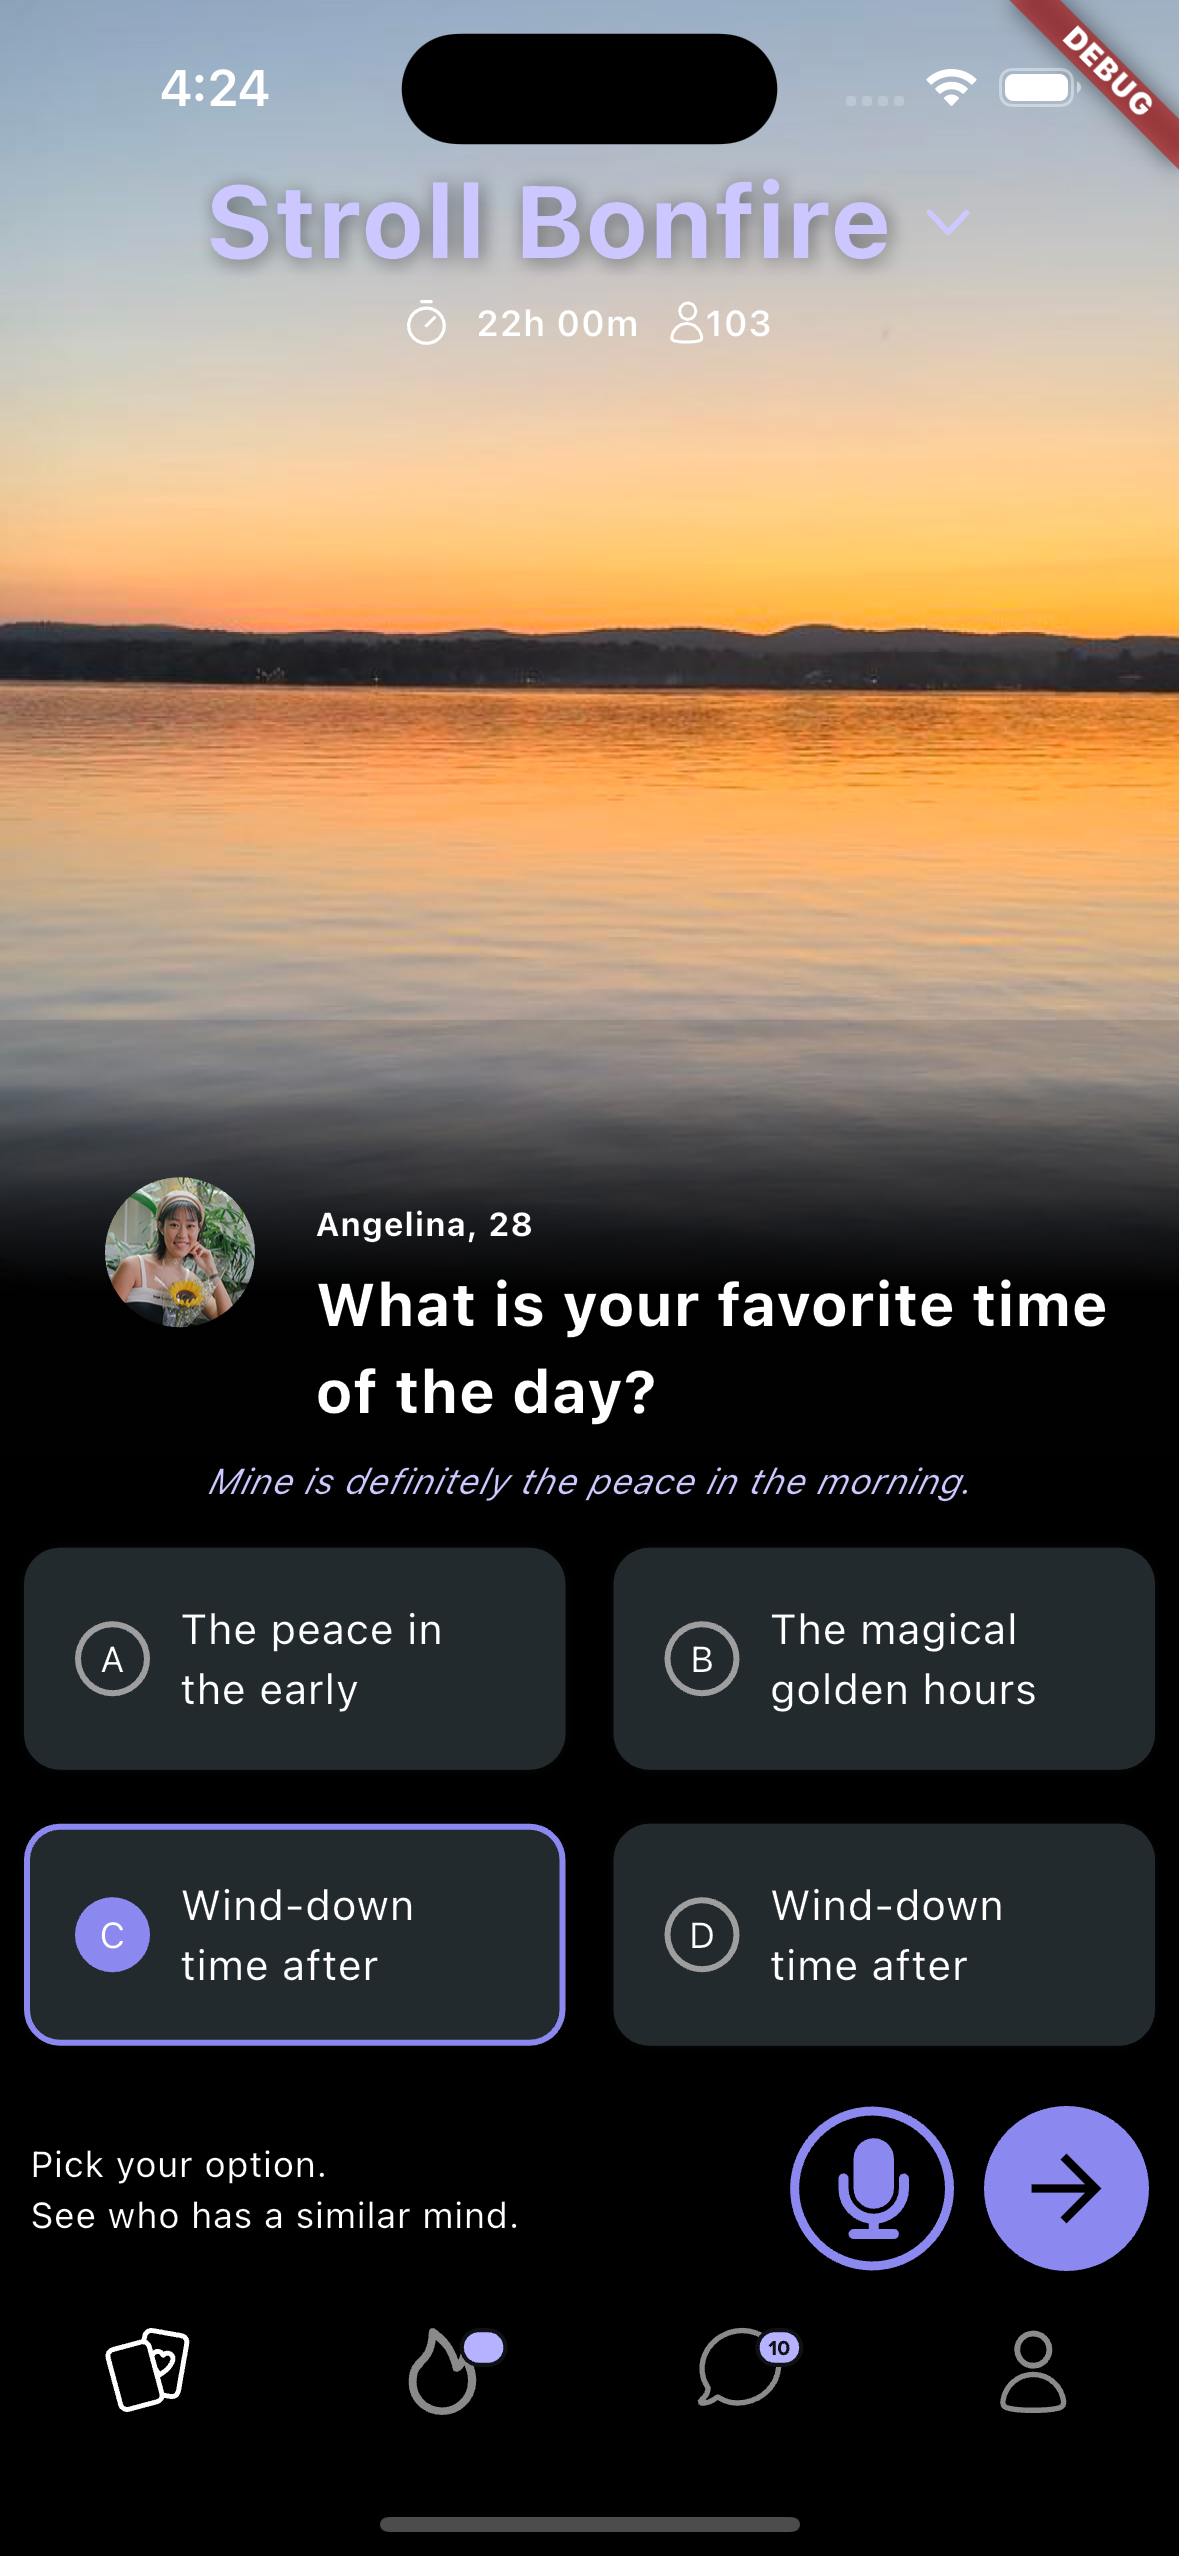 4:24
DEBUG
Stroll Bonfire
22h 00m 103
Angelina, 28
What is your favorite time
of the day?
Mine is definitely the peace in the morning.
A The peace in
the early
B The magical
golden hours
C Wind-down
time after
D Wind-down
time after
Pick your option.
See who has a similar mind.
10